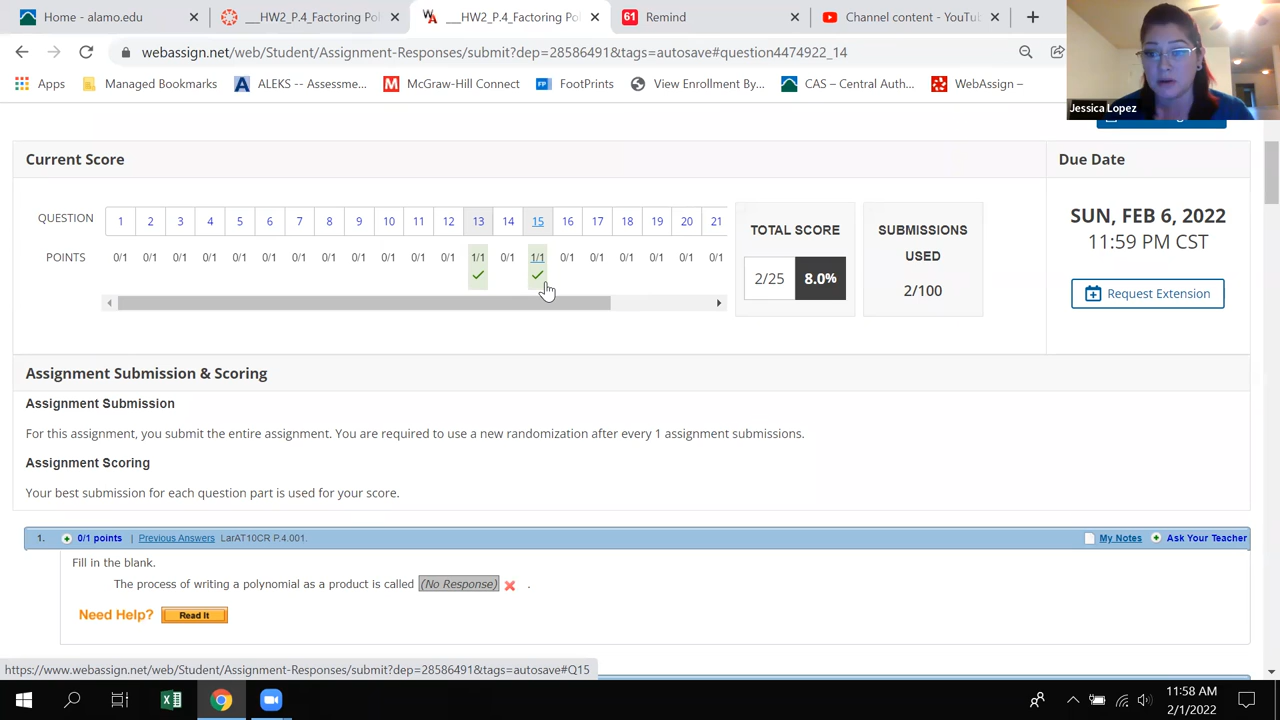 Home - alamo.edu
___HW2_P.4_Factoring Pol
___HW2_P.4_Factoring Pol
61 Remind
Channel content - YouTu
webassign.net/web/Student/Assignment-Responses/submit?dep=28586491&tags=autosave#question4474922_14
Apps
Managed Bookmarks
ALEKS -- Assessme...
McGraw-Hill Connect
FootPrints
View Enrollment By...
CAS – Central Auth...
WebAssign –
Jessica Lopez
Current Score
Due Date
QUESTION 1 2 3 4 5 6 7 8 9 10 11 12 13 14 15 16 17 18 19 20 21
POINTS 0/1 0/1 0/1 0/1 0/1 0/1 0/1 0/1 0/1 0/1 0/1 0/1 1/1 0/1 1/1 0/1 0/1 0/1 0/1 0/1 0/1
TOTAL SCORE
2/25 8.0%
SUBMISSIONS
USED
2/100
SUN, FEB 6, 2022
11:59 PM CST
Request Extension
Assignment Submission & Scoring
Assignment Submission
For this assignment, you submit the entire assignment. You are required to use a new randomization after every 1 assignment submissions.
Assignment Scoring
Your best submission for each question part is used for your score.
1. 0/1 points | Previous Answers LarAT10CR P.4.001.
My Notes
Ask Your Teacher
Fill in the blank.
The process of writing a polynomial as a product is called (No Response) .
Need Help? Read It
https://www.webassign.net/web/Student/Assignment-Responses/submit?dep=28586491&tags=autosave#Q15
11:58 AM
2/1/2022